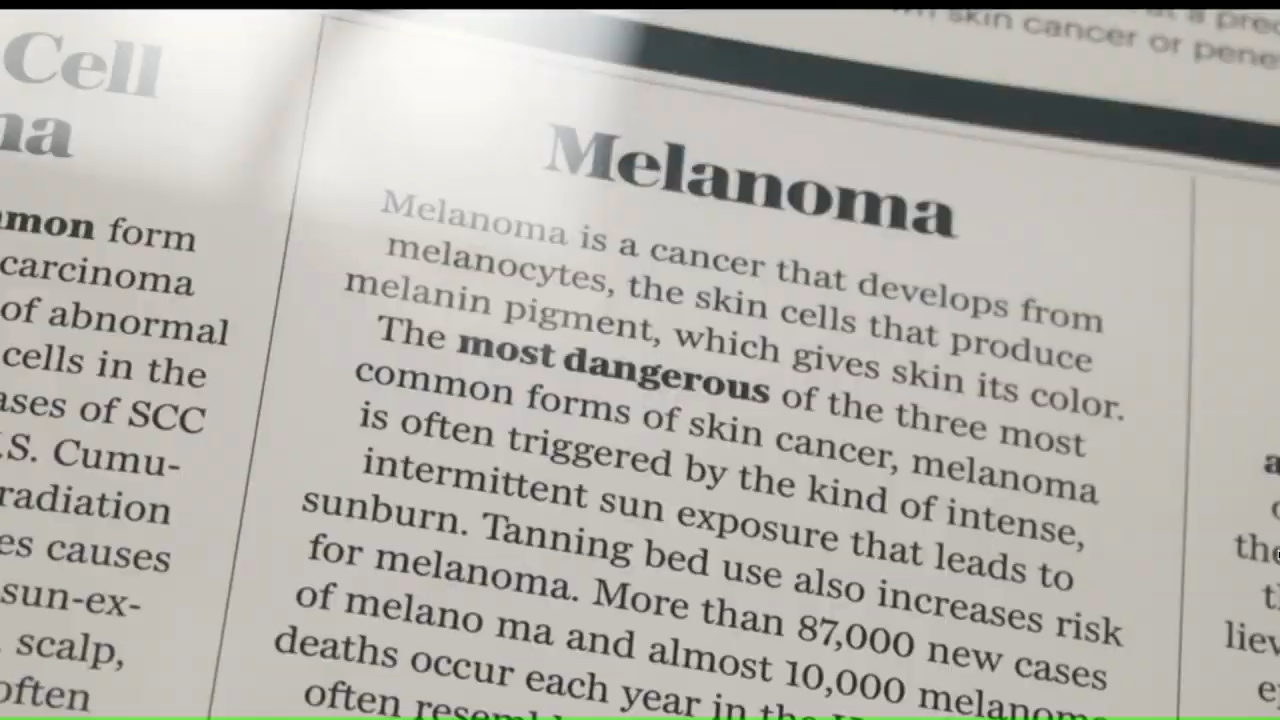 skin cancer or pene
Cell
na
mmon form
carcinoma
of abnormal
cells in the
ases of SCC
.S. Cumu-
radiation
es causes
sun-ex-
scalp,
often
Melanoma
Melanoma is a cancer that develops from
melanocytes, the skin cells that produce
melanin pigment, which gives skin its color.
The most dangerous of the three most
common forms of skin cancer, melanoma
is often triggered by the kind of intense,
intermittent sun exposure that leads to
sunburn. Tanning bed use also increases risk
for melanoma. More than 87,000 new cases
of melano ma and almost 10,000 melanoma
deaths occur each year in the
often resembl
the
liev